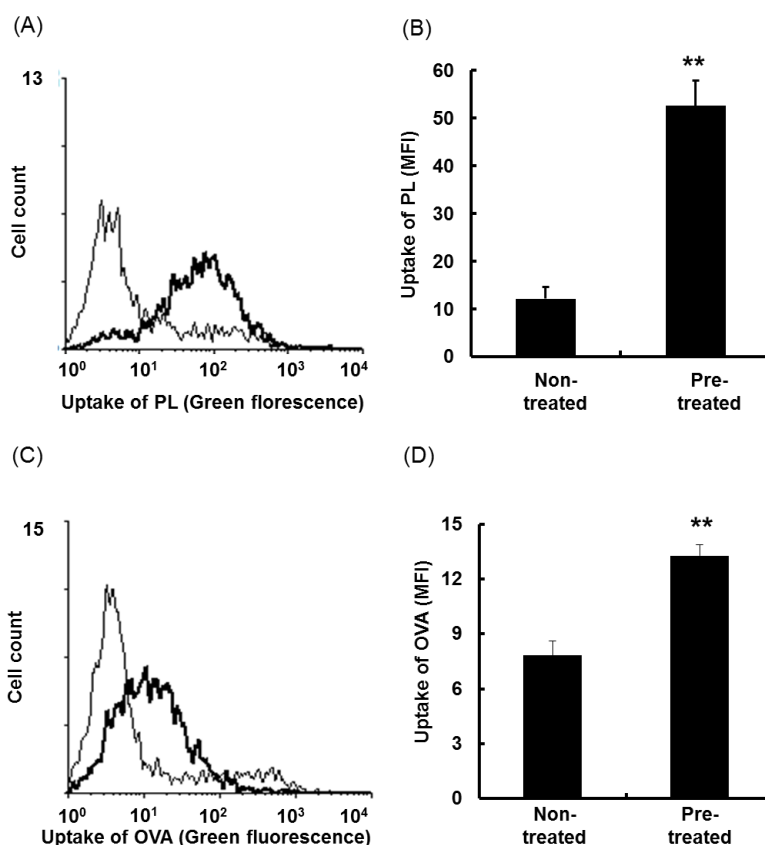 (A)
13
Cell count
10⁰ 10¹ 10² 10³ 10⁴
Uptake of PL (Green florescence)
(B)
60
50
40
30
20
10
0
Uptake of PL (MFI)
**
Non-
treated
Pre-
treated
(C)
15
Cell count
10⁰ 10¹ 10² 10³ 10⁴
Uptake of OVA (Green fluorescence)
(D)
15
12
9
6
3
0
Uptake of OVA (MFI)
**
Non-
treated
Pre-
treated